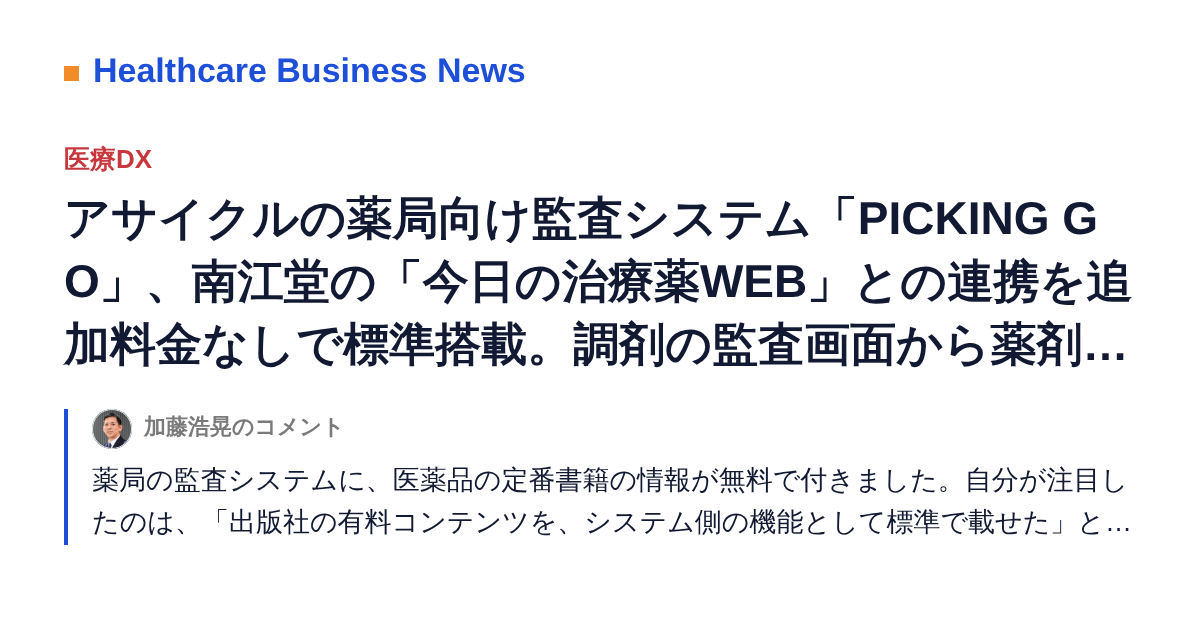 Healthcare Business News
医療DX
アサイクルの薬局向け監査システム「PICKING G
O」、南江堂の「今日の治療薬WEB」との連携を追
加料金なしで標準搭載。調剤の監査画面から薬剤…
加藤浩晃のコメント
薬局の監査システムに、医薬品の定番書籍の情報が無料で付きました。自分が注目し
たのは、「出版社の有料コンテンツを、システム側の機能として標準で載せた」と…